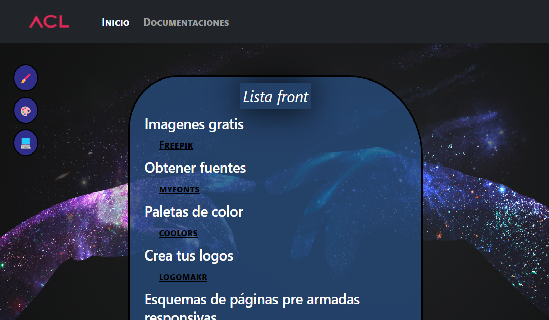 ACL
Inicio Documentaciones
Lista front
Imagenes gratis
Freepik
Obtener fuentes
myfonts
Paletas de color
coolors
Crea tus logos
logomakr
Esquemas de páginas pre armadas
responsivas